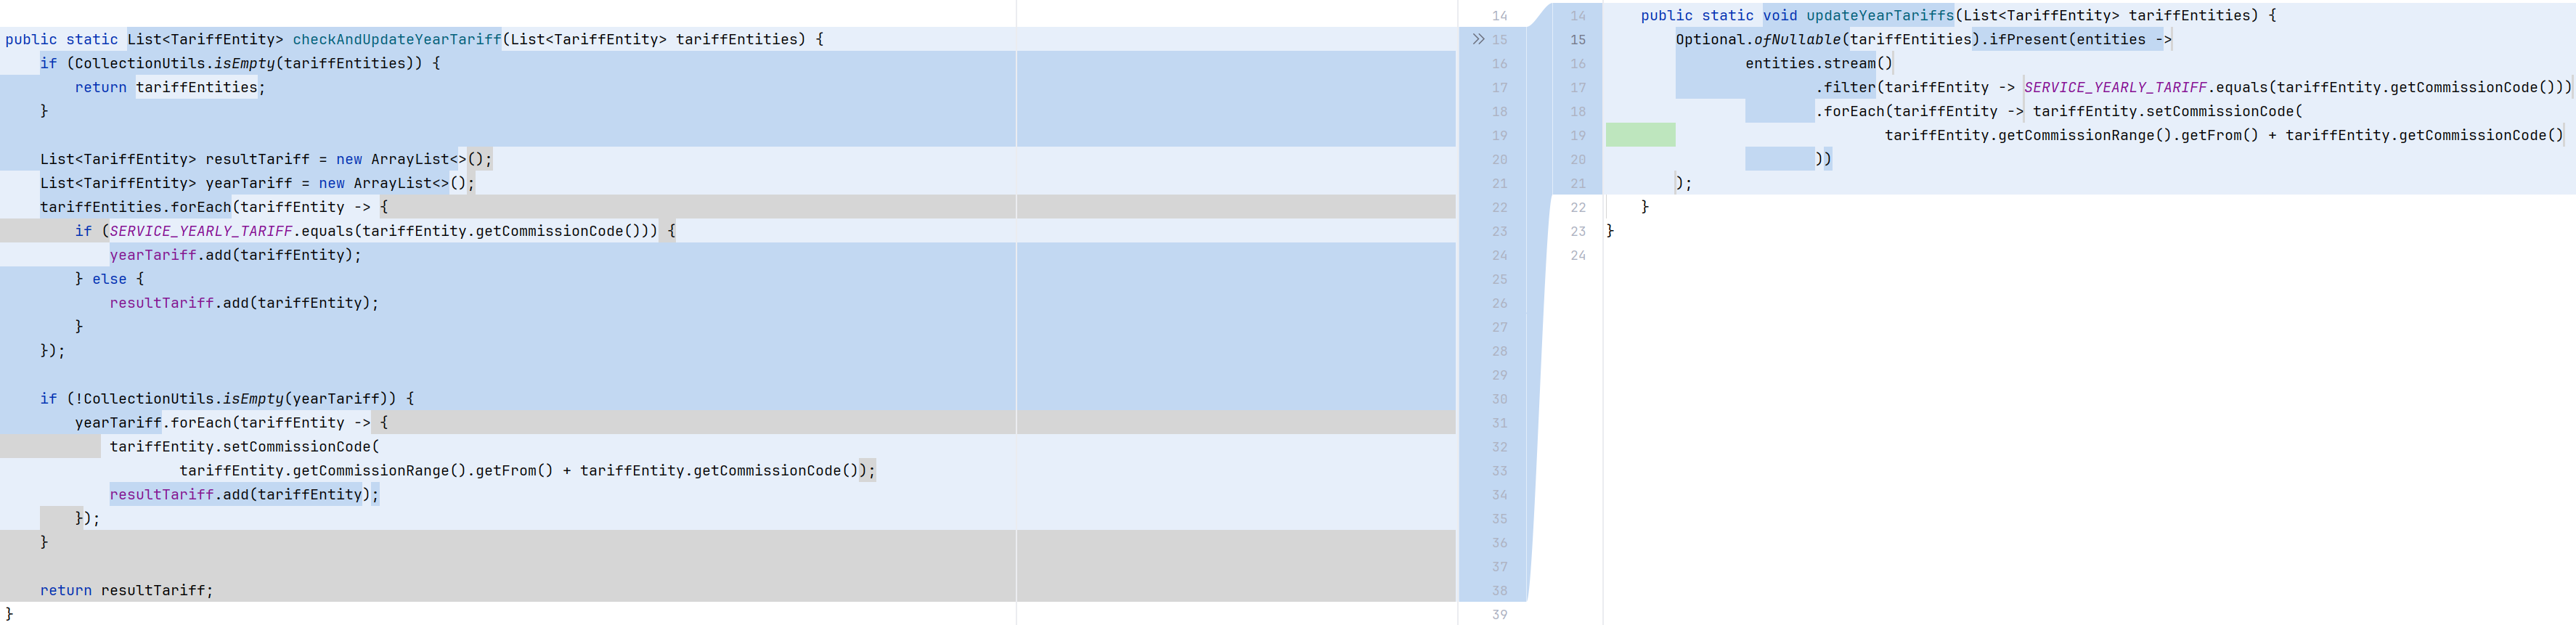 public static List<TariffEntity> checkAndUpdateYearTariff(List<TariffEntity> tariffEntities) {
    if (CollectionUtils.isEmpty(tariffEntities)) {
        return tariffEntities;
    }

    List<TariffEntity> resultTariff = new ArrayList<>();
    List<TariffEntity> yearTariff = new ArrayList<>();
    tariffEntities.forEach(tariffEntity -> {
        if (SERVICE_YEARLY_TARIFF.equals(tariffEntity.getCommissionCode())) {
            yearTariff.add(tariffEntity);
        } else {
            resultTariff.add(tariffEntity);
        }
    });

    if (!CollectionUtils.isEmpty(yearTariff)) {
        yearTariff.forEach(tariffEntity -> {
            tariffEntity.setCommissionCode(
                    tariffEntity.getCommissionRange().getFrom() + tariffEntity.getCommissionCode());
            resultTariff.add(tariffEntity);
        });
    }

    return resultTariff;
}
14
15
16
17
18
19
20
21
22
23
24
25
26
27
28
29
30
31
32
33
34
35
36
37
38
39
14     public static void updateYearTariffs(List<TariffEntity> tariffEntities) {
15         Optional.ofNullable(tariffEntities).ifPresent(entities ->
16                 entities.stream()
17                         .filter(tariffEntity -> SERVICE_YEARLY_TARIFF.equals(tariffEntity.getCommissionCode()))
18                         .forEach(tariffEntity -> tariffEntity.setCommissionCode(
19                                 tariffEntity.getCommissionRange().getFrom() + tariffEntity.getCommissionCode()
20                         ))
21         );
22     }
23 }
24